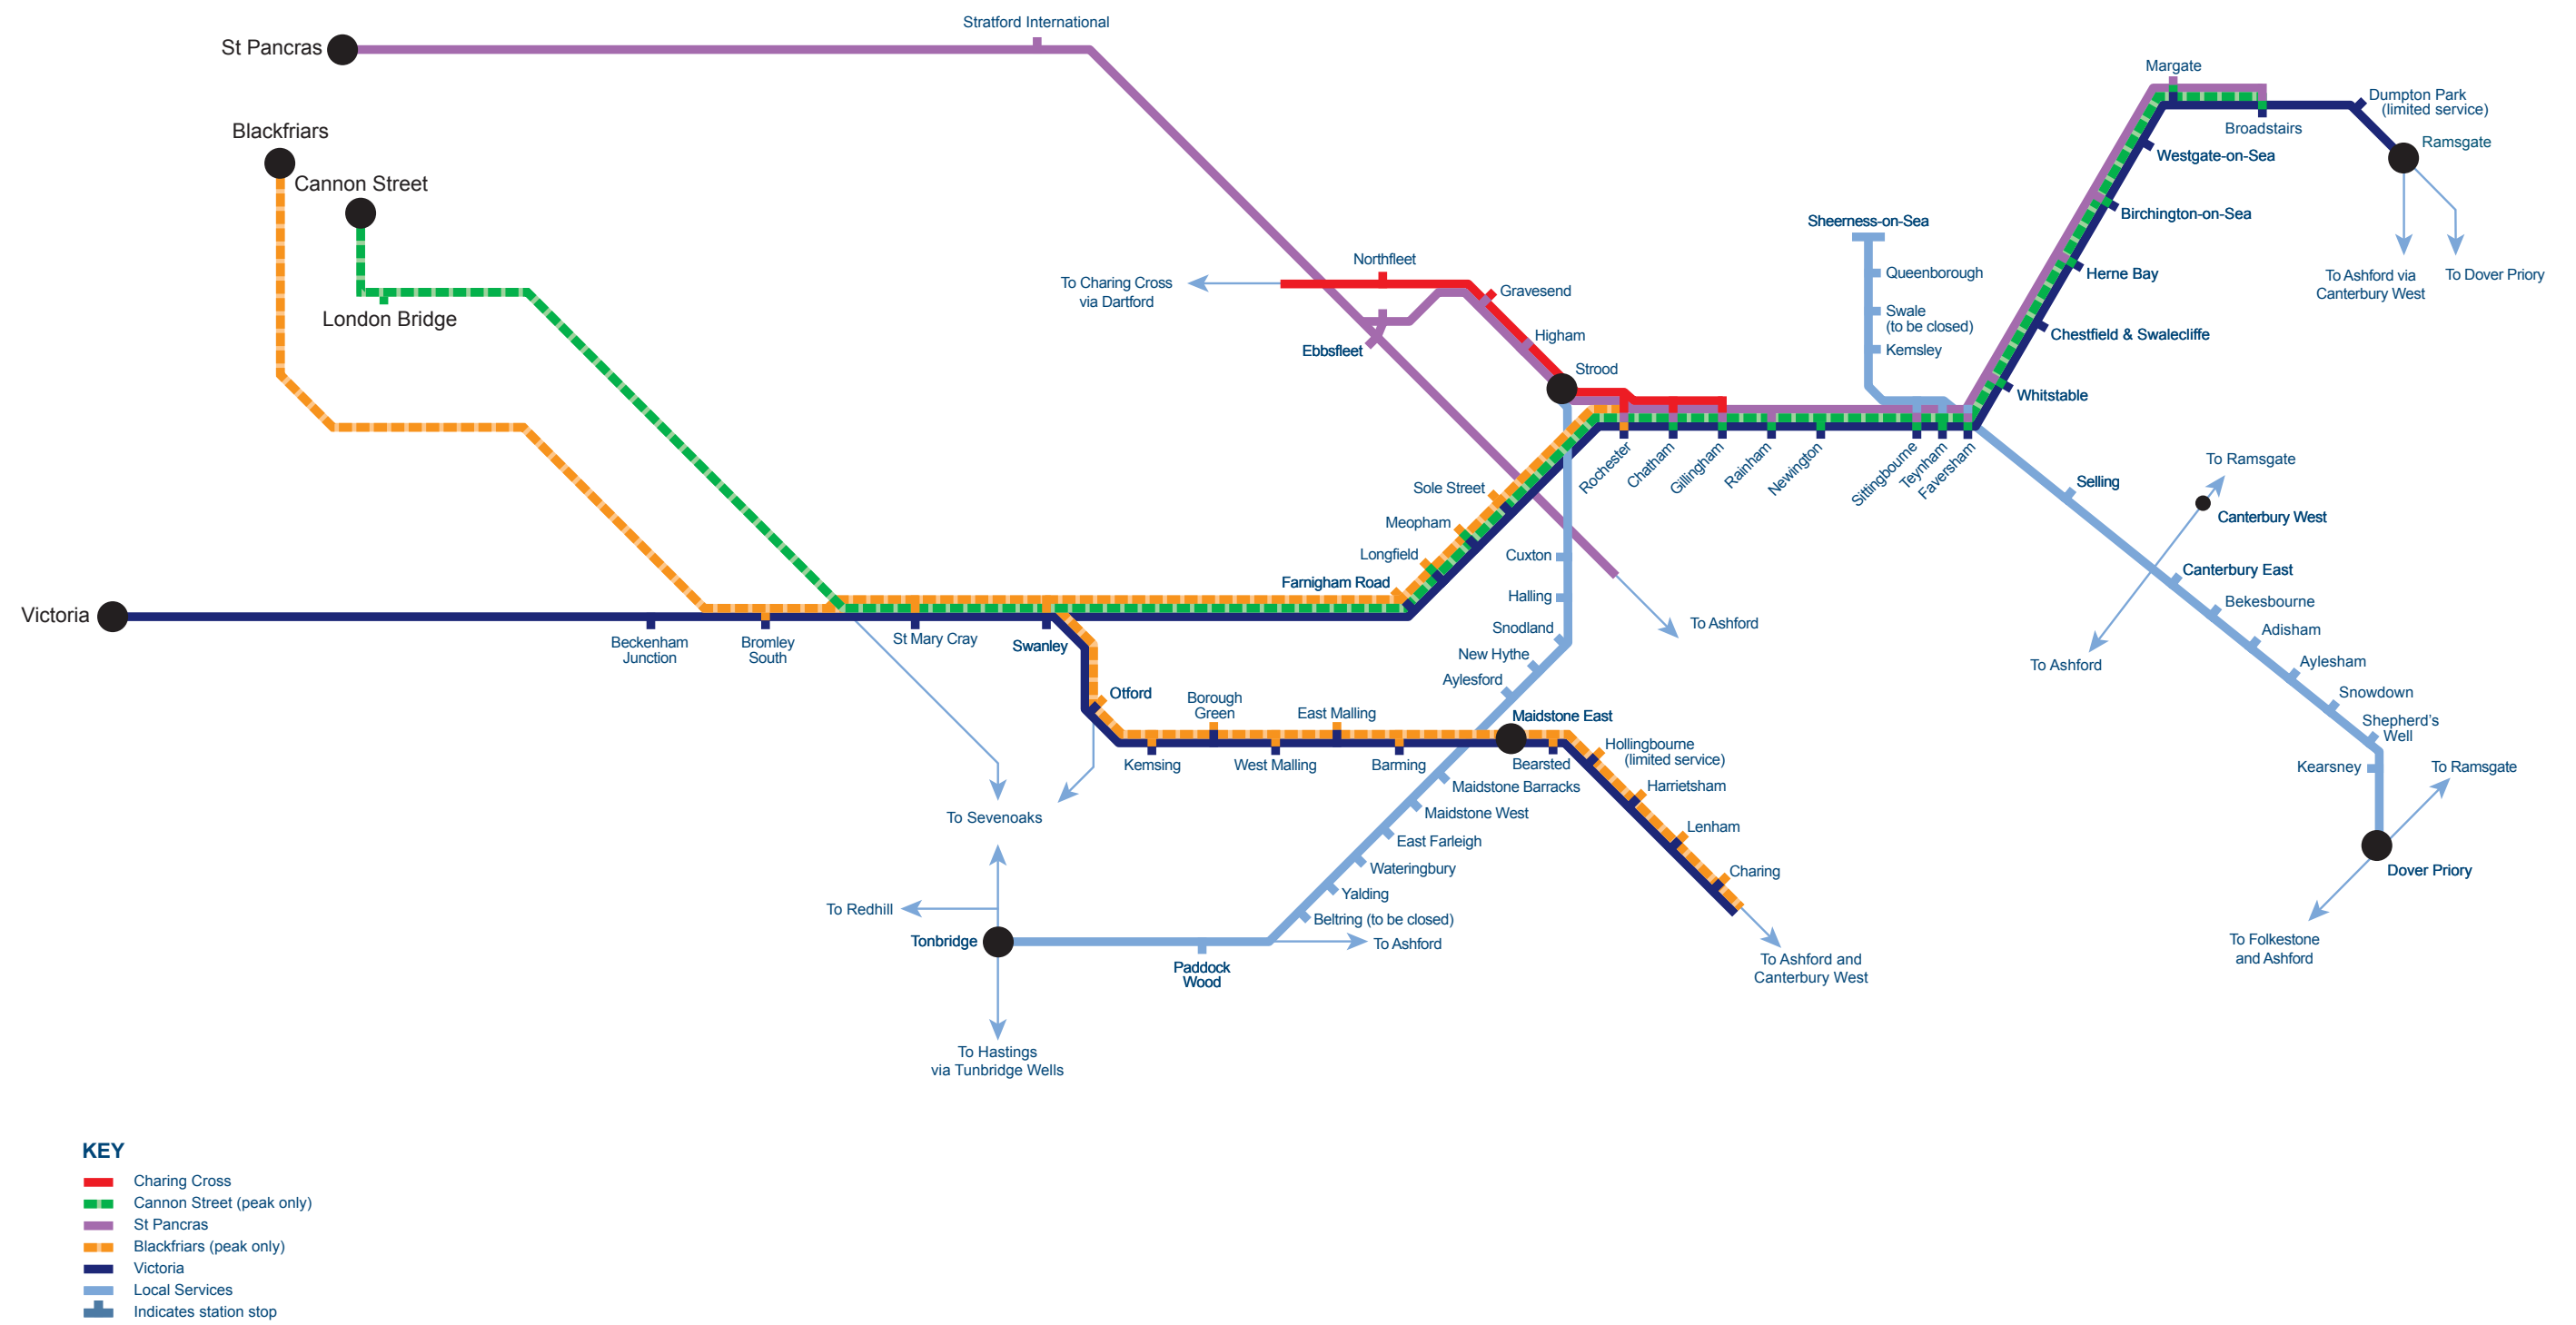 Stratford International
St Pancras
Blackfriars
Cannon Street
London Bridge
Victoria
Margate
Dumpton Park
(limited service)
Broadstairs
Ramsgate
Westgate-on-Sea
Birchington-on-Sea
Herne Bay
Chestfield & Swalecliffe
Whitstable
To Ashford via
Canterbury West
To Dover Priory
Sheerness-on-Sea
Queenborough
Swale
(to be closed)
Kemsley
To Charing Cross
via Dartford
Northfleet
Gravesend
Higham
Ebbsfleet
Strood
Rochester
Chatham
Gillingham
Rainham
Newington
Sittingbourne
Teynham
Faversham
Sole Street
Meopham
Longfield
Farnigham Road
Beckenham
Junction
Bromley
South
St Mary Cray
Swanley
Cuxton
Halling
Snodland
New Hythe
Aylesford
To Ashford
Selling
To Ramsgate
Canterbury West
Canterbury East
To Ashford
Bekesbourne
Adisham
Aylesham
Snowdown
Shepherd's
Well
Kearsney
To Ramsgate
Dover Priory
To Folkestone
and Ashford
Otford
Borough
Green
East Malling
Maidstone East
Kemsing
West Malling
Barming
Bearsted
Hollingbourne
(limited service)
Harrietsham
Lenham
Charing
To Ashford and
Canterbury West
Maidstone Barracks
Maidstone West
East Farleigh
Wateringbury
Yalding
Beltring (to be closed)
To Ashford
To Sevenoaks
To Redhill
Tonbridge
Paddock
Wood
To Hastings
via Tunbridge Wells
KEY
Charing Cross
Cannon Street (peak only)
St Pancras
Blackfriars (peak only)
Victoria
Local Services
Indicates station stop